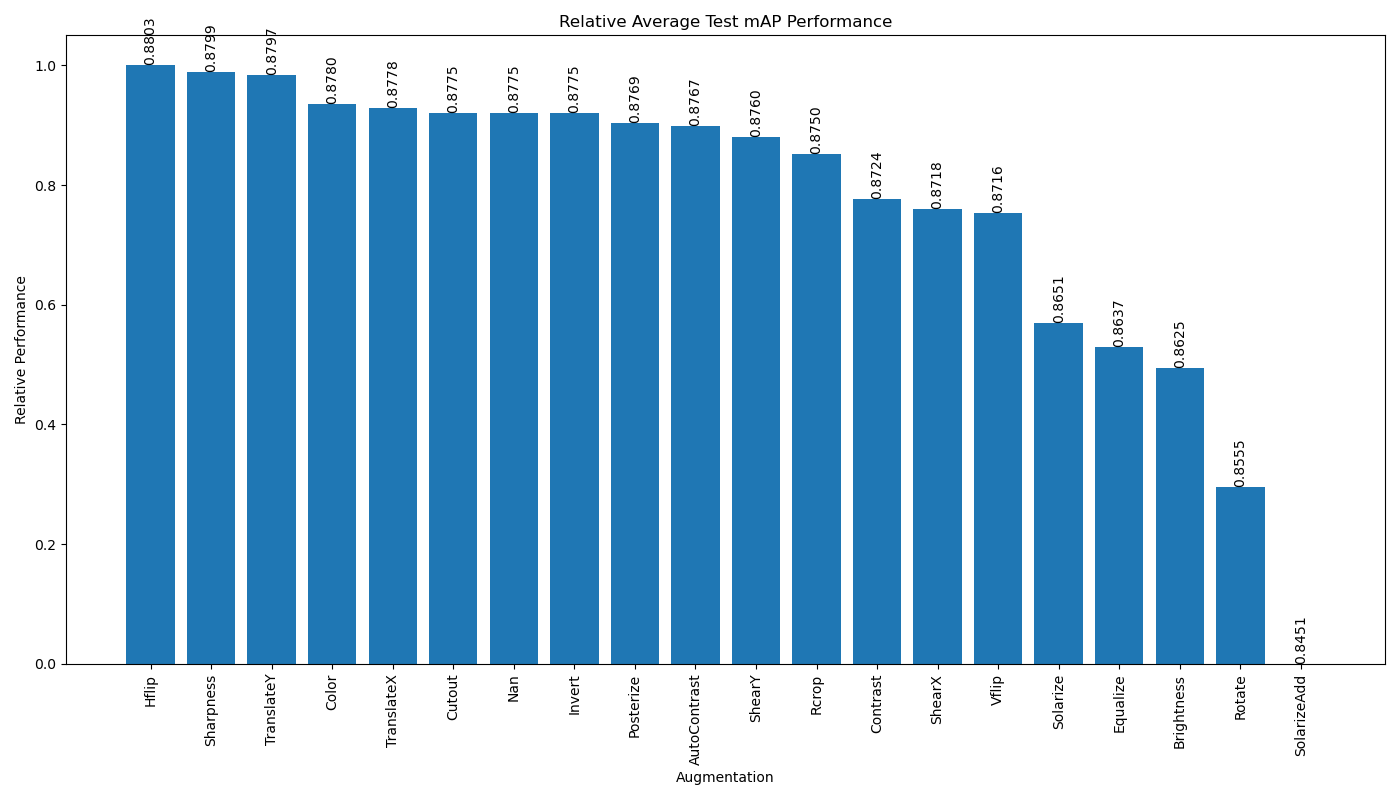 Relative Average Test mAP Performance
Relative Performance
1.0
0.8
0.6
0.4
0.2
0.0
0.8803
0.8799
0.8797
0.8780
0.8778
0.8775
0.8775
0.8775
0.8769
0.8767
0.8760
0.8750
0.8724
0.8718
0.8716
0.8651
0.8637
0.8625
0.8555
0.8451
Hflip
Sharpness
TranslateY
Color
TranslateX
Cutout
Nan
Invert
Posterize
AutoContrast
ShearY
Rcrop
Contrast
ShearX
Vflip
Solarize
Equalize
Brightness
Rotate
SolarizeAdd
Augmentation